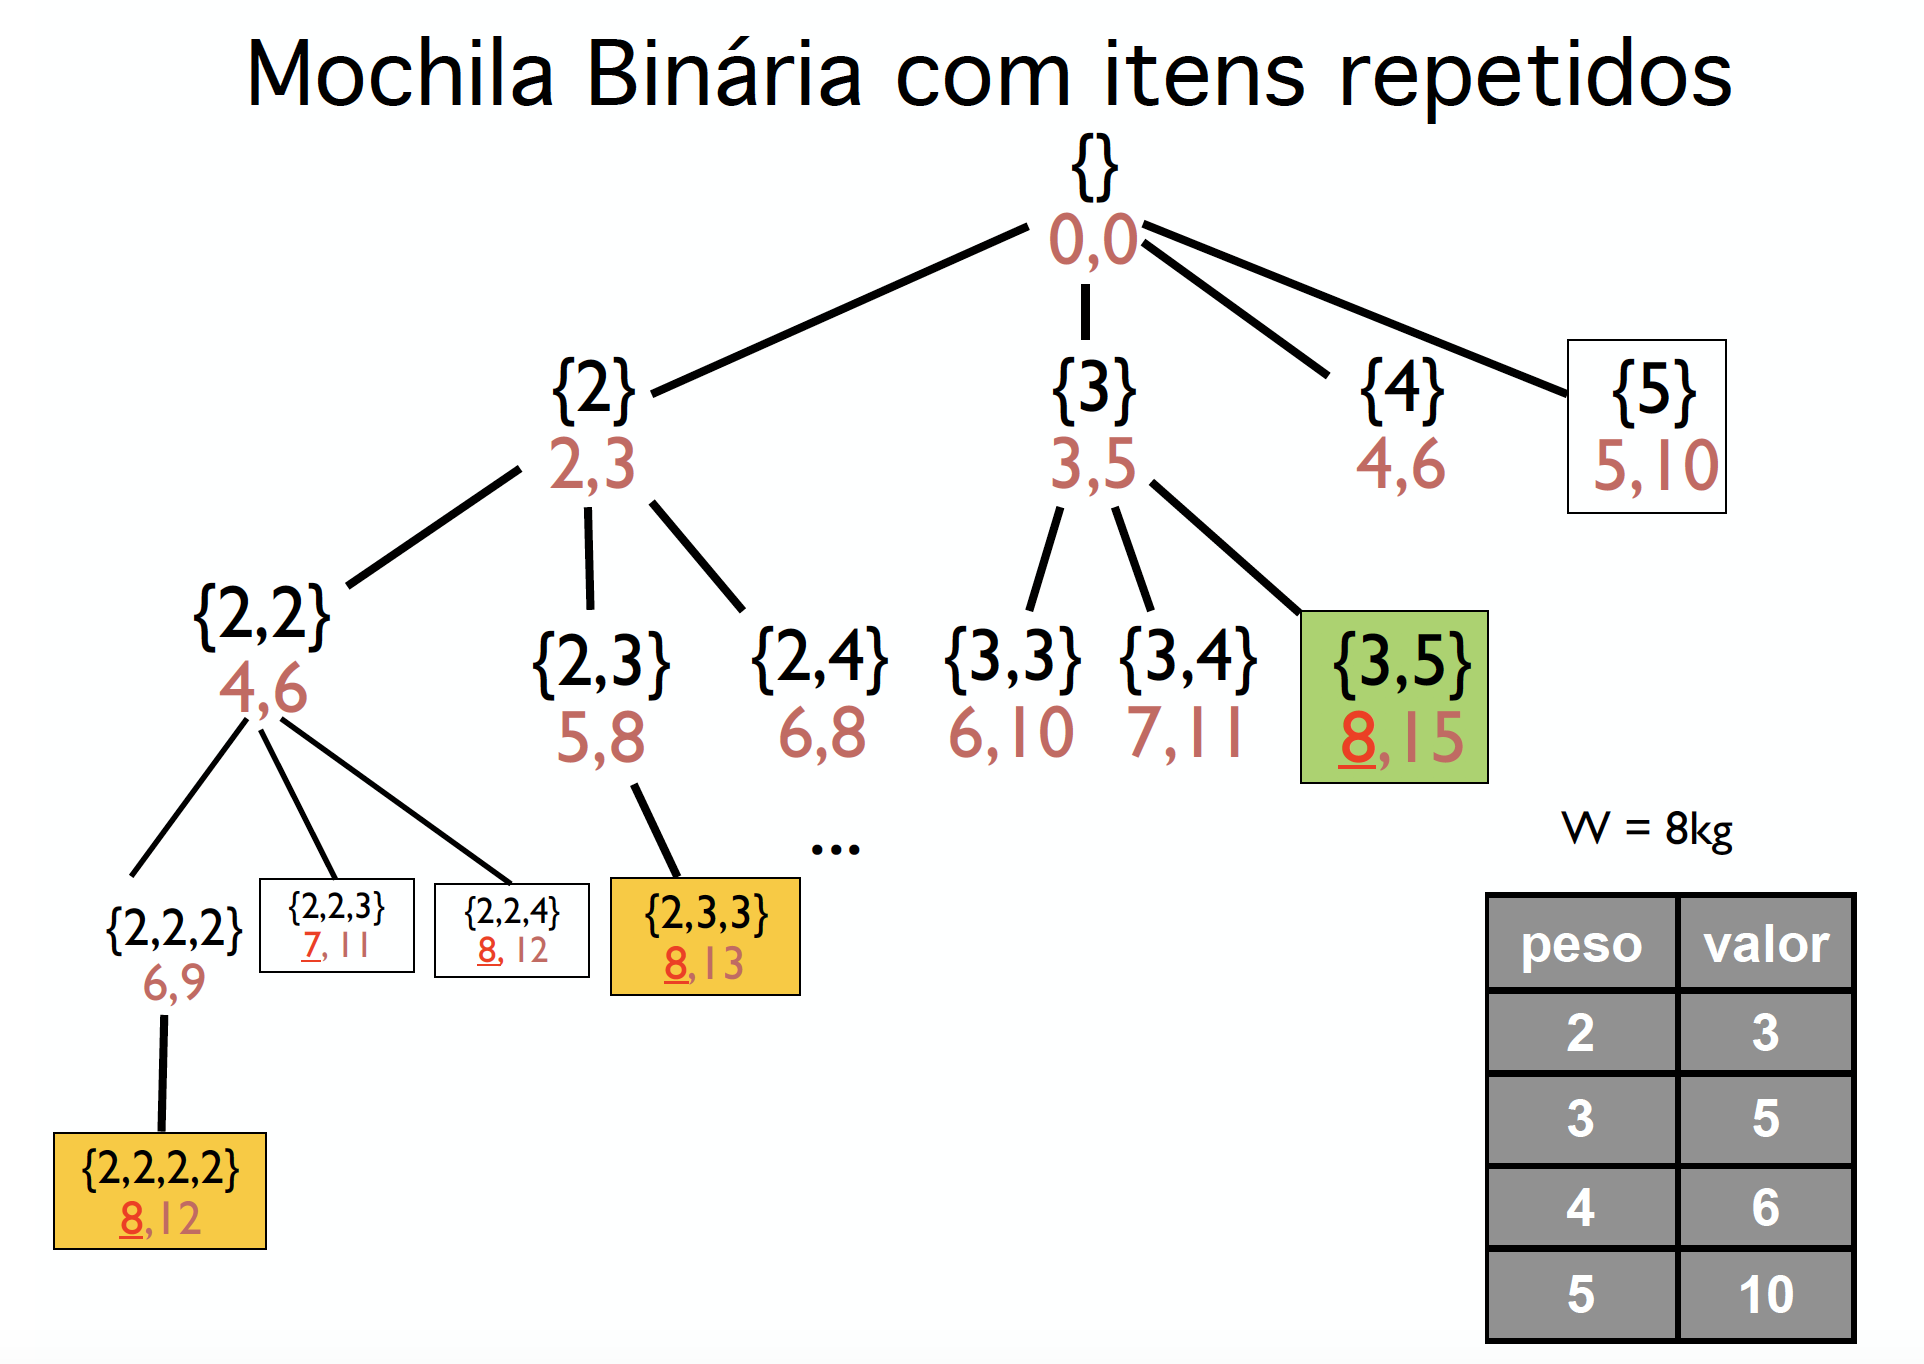 Mochila Binária com itens repetidos
{}
0,0
{2} {3} {4} {5}
2,3 3,5 4,6 5,10
{2,2} {2,3} {2,4} {3,3} {3,4} {3,5}
4,6 5,8 6,8 6,10 7,11 8,15
...
{2,2,2} {2,2,3} {2,2,4} {2,3,3}
6,9 7, 11 8, 12 8,13
{2,2,2,2}
8,12
W = 8kg
peso valor
2 3
3 5
4 6
5 10